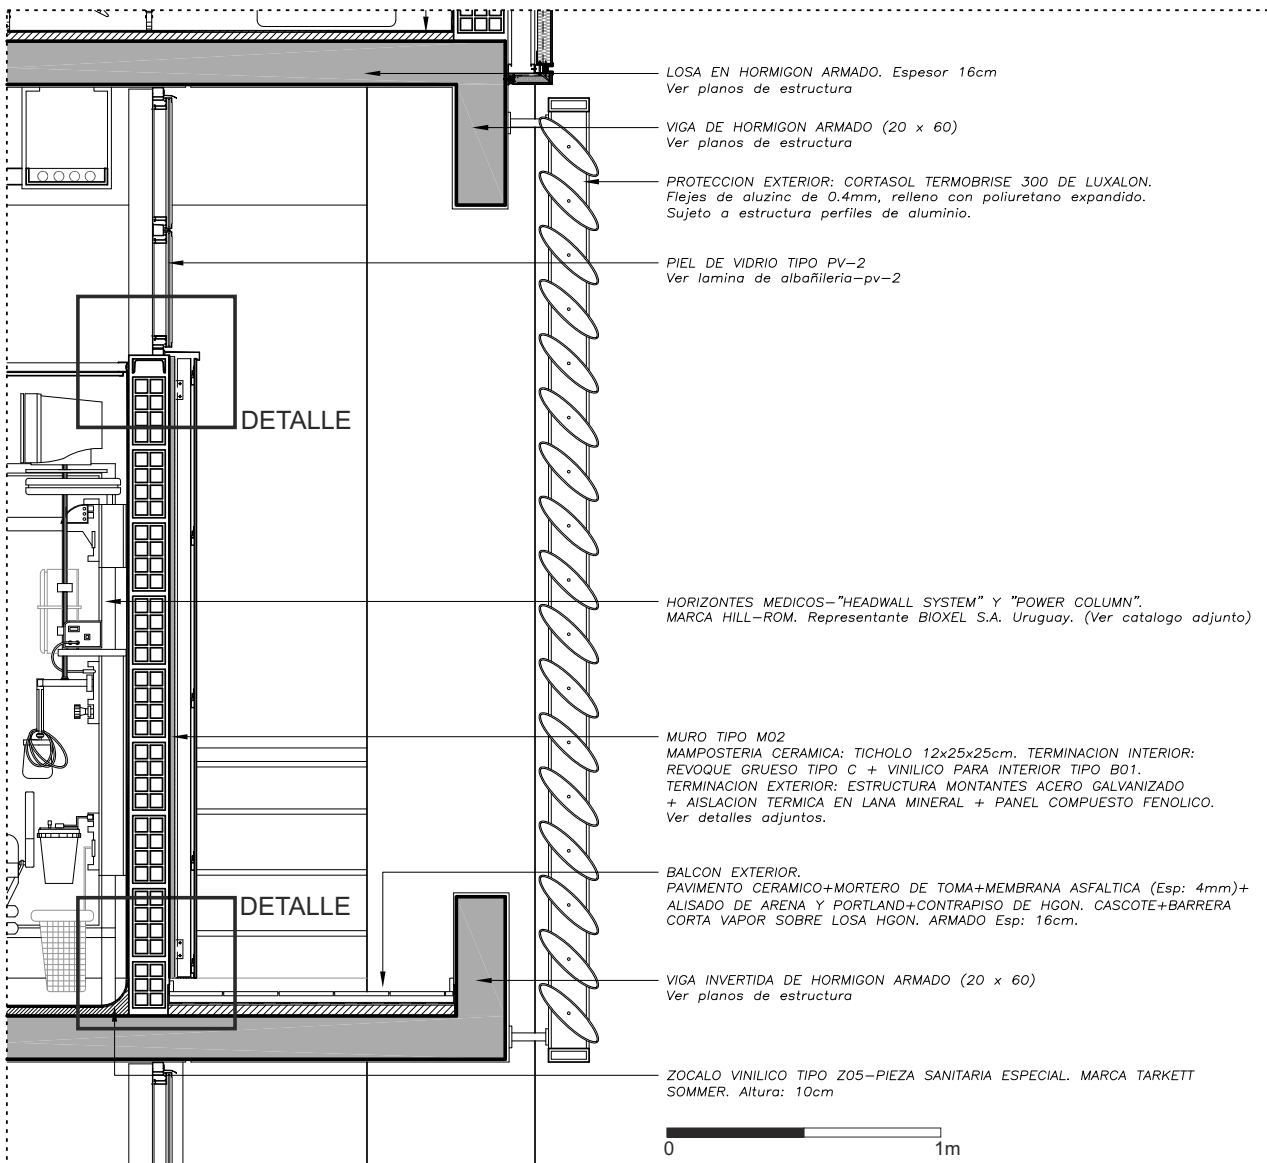 LOSA EN HORMIGON ARMADO. Espesor 16cm
Ver planos de estructura
VIGA DE HORMIGON ARMADO (20 x 60)
Ver planos de estructura
PROTECCION EXTERIOR: CORTASOL TERMOBRISE 300 DE LUXALON.
Flejes de aluzinc de 0.4mm, relleno con poliuretano expandido.
Sujeto a estructura perfiles de aluminio.
PIEL DE VIDRIO TIPO PV-2
Ver lamina de albañileria-pv-2
DETALLE
HORIZONTES MEDICOS-"HEADWALL SYSTEM" Y "POWER COLUMN".
MARCA HILL-ROM. Representante BIOXEL S.A. Uruguay. (Ver catalogo adjunto)
MURO TIPO M02
MAMPOSTERIA CERAMICA: TICHOLO 12x25x25cm. TERMINACION INTERIOR:
REVOQUE GRUESO TIPO C + VINILICO PARA INTERIOR TIPO B01.
TERMINACION EXTERIOR: ESTRUCTURA MONTANTES ACERO GALVANIZADO
+ AISLACION TERMICA EN LANA MINERAL + PANEL COMPUESTO FENOLICO.
Ver detalles adjuntos.
BALCON EXTERIOR.
PAVIMENTO CERAMICO+MORTERO DE TOMA+MEMBRANA ASFALTICA (Esp: 4mm)+
ALISADO DE ARENA Y PORTLAND+CONTRAPISO DE HGON. CASCOTE+BARRERA
CORTA VAPOR SOBRE LOSA HGON. ARMADO Esp: 16cm.
DETALLE
VIGA INVERTIDA DE HORMIGON ARMADO (20 x 60)
Ver planos de estructura
ZOCALO VINILICO TIPO Z05-PIEZA SANITARIA ESPECIAL. MARCA TARKETT
SOMMER. Altura: 10cm
0 1m